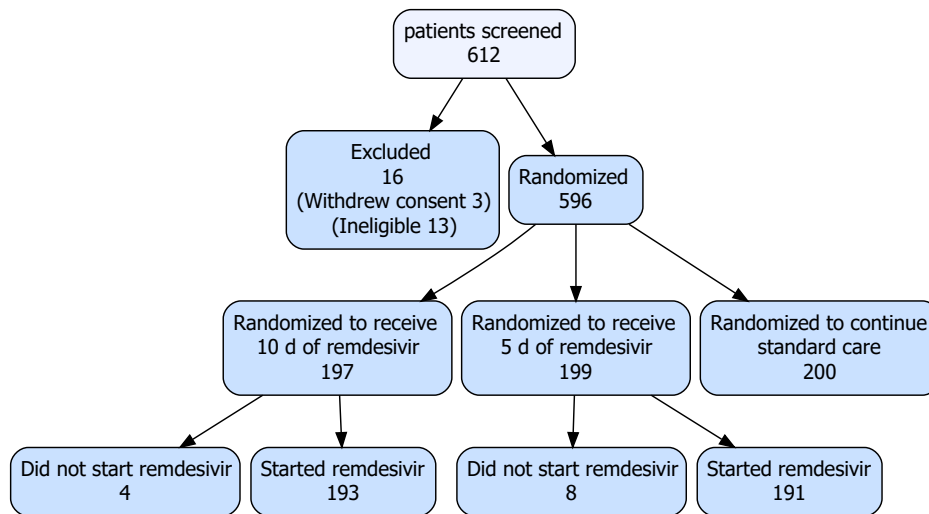 patients screened
612
Excluded
16
(Withdrew consent 3)
(Ineligible 13)
Randomized
596
Randomized to receive
10 d of remdesivir
197
Randomized to receive
5 d of remdesivir
199
Randomized to continue
standard care
200
Did not start remdesivir
4
Started remdesivir
193
Did not start remdesivir
8
Started remdesivir
191